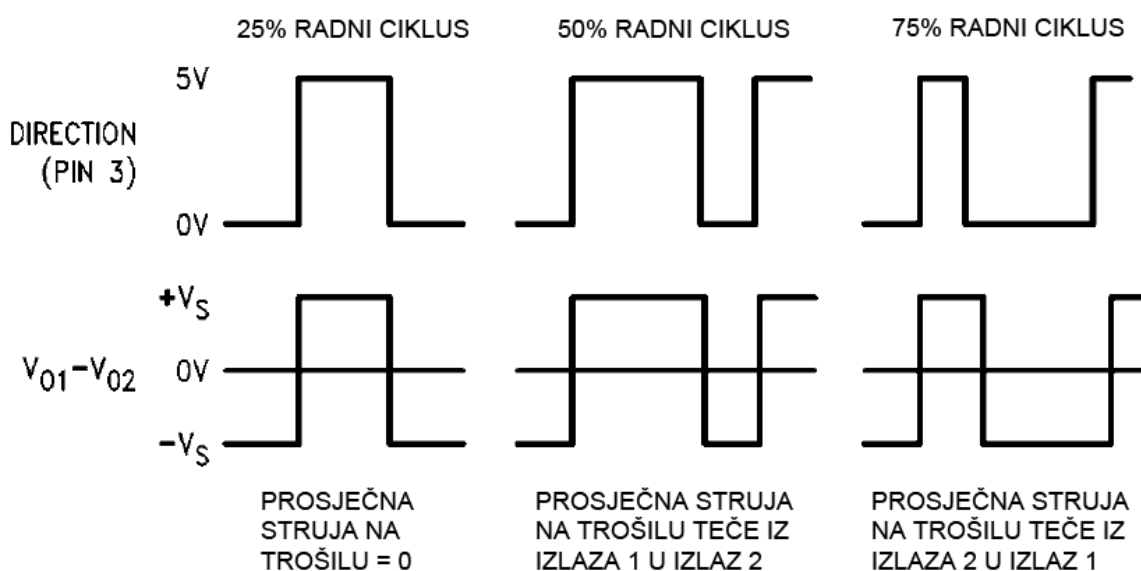 25% RADNI CIKLUS
50% RADNI CIKLUS
75% RADNI CIKLUS
5V
DIRECTION
(PIN 3)
0V
+VS
V01-V02
0V
-VS
PROSJEČNA
STRUJA NA
TROŠILU = 0
PROSJEČNA STRUJA
NA TROŠILU TEČE IZ
IZLAZA 1 U IZLAZ 2
PROSJEČNA STRUJA
NA TROŠILU TEČE IZ
IZLAZA 2 U IZLAZ 1